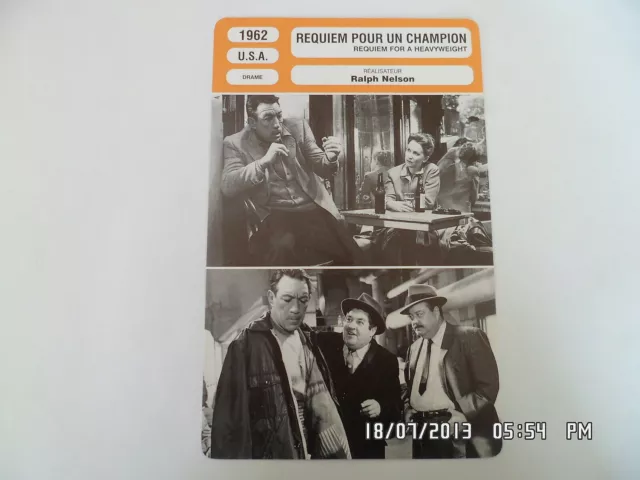 1962
U.S.A.
DRAME
REQUIEM POUR UN CHAMPION
REQUIEM FOR A HEAVYWEIGHT
RÉALISATEUR
Ralph Nelson
18/07/2013 05:54 PM